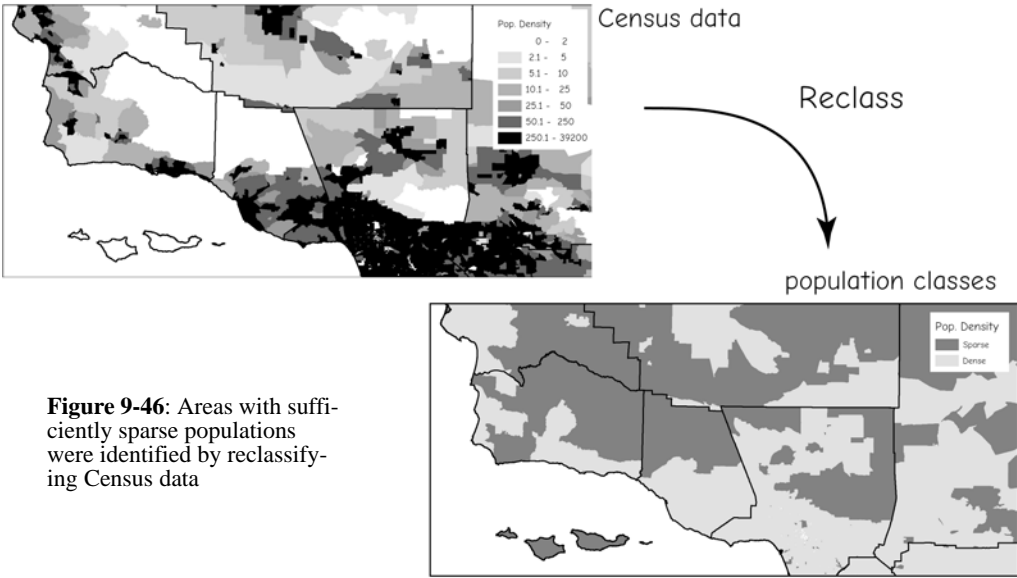 Census data
Pop. Density
0 - 2
2.1 - 5
5.1 - 10
10.1 - 25
25.1 - 50
50.1 - 250
250.1 - 39200
Reclass
population classes
Pop. Density
Sparse
Dense
Figure 9-46: Areas with suffi-
ciently sparse populations
were identified by reclassify-
ing Census data